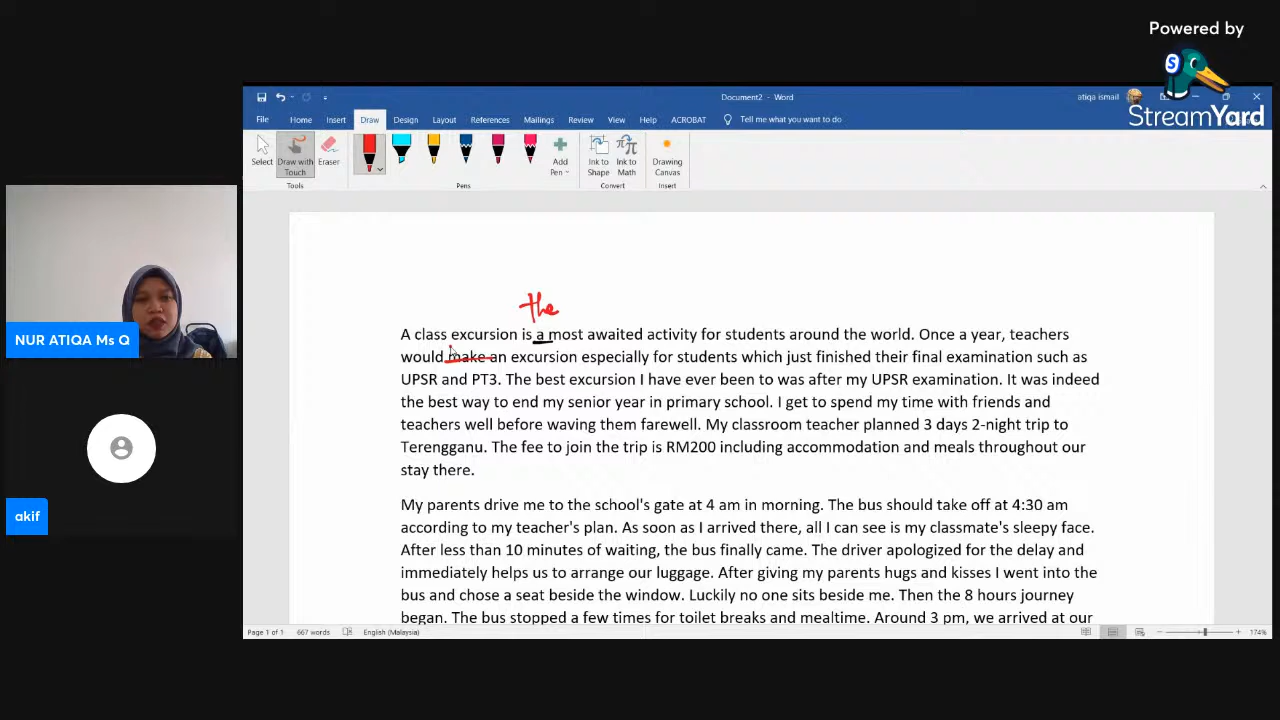 Powered by
StreamYard
Document2 - Word
atiqa ismail
File Home Insert Draw Design Layout References Mailings Review View Help ACROBAT Tell me what you want to do
Select
Draw with Touch
Eraser
Add Pen
Ink to Shape
Ink to Math
Drawing Canvas
Tools
Pens
Convert
Insert
the
A class excursion is a most awaited activity for students around the world. Once a year, teachers
would make an excursion especially for students which just finished their final examination such as
UPSR and PT3. The best excursion I have ever been to was after my UPSR examination. It was indeed
the best way to end my senior year in primary school. I get to spend my time with friends and
teachers well before waving them farewell. My classroom teacher planned 3 days 2-night trip to
Terengganu. The fee to join the trip is RM200 including accommodation and meals throughout our
stay there.
My parents drive me to the school's gate at 4 am in morning. The bus should take off at 4:30 am
according to my teacher's plan. As soon as I arrived there, all I can see is my classmate's sleepy face.
After less than 10 minutes of waiting, the bus finally came. The driver apologized for the delay and
immediately helps us to arrange our luggage. After giving my parents hugs and kisses I went into the
bus and chose a seat beside the window. Luckily no one sits beside me. Then the 8 hours journey
began. The bus stopped a few times for toilet breaks and mealtime. Around 3 pm, we arrived at our
NUR ATIQA Ms Q
akif
Page 1 of 1 667 words English (Malaysia)
174%